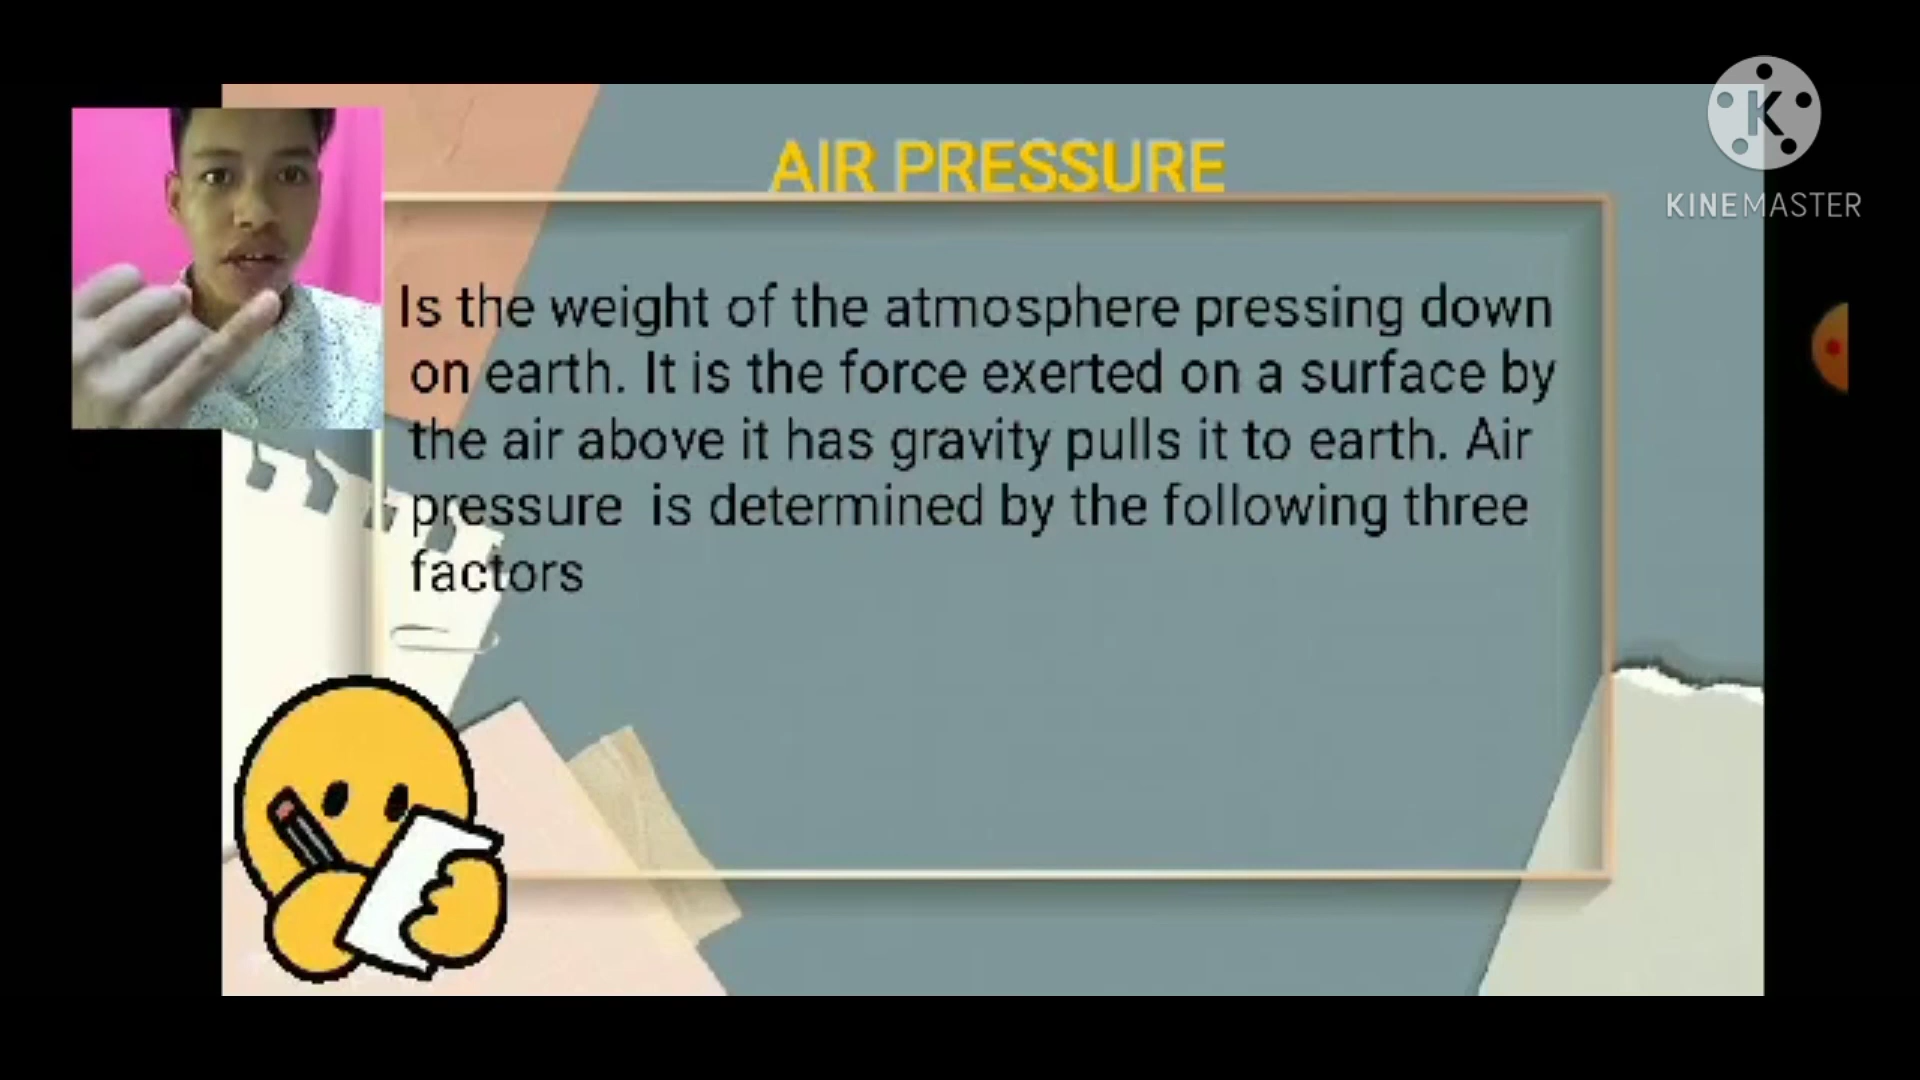 AIR PRESSURE
Is the weight of the atmosphere pressing down
on earth. It is the force exerted on a surface by
the air above it has gravity pulls it to earth. Air
pressure is determined by the following three
factors
K
KINEMASTER